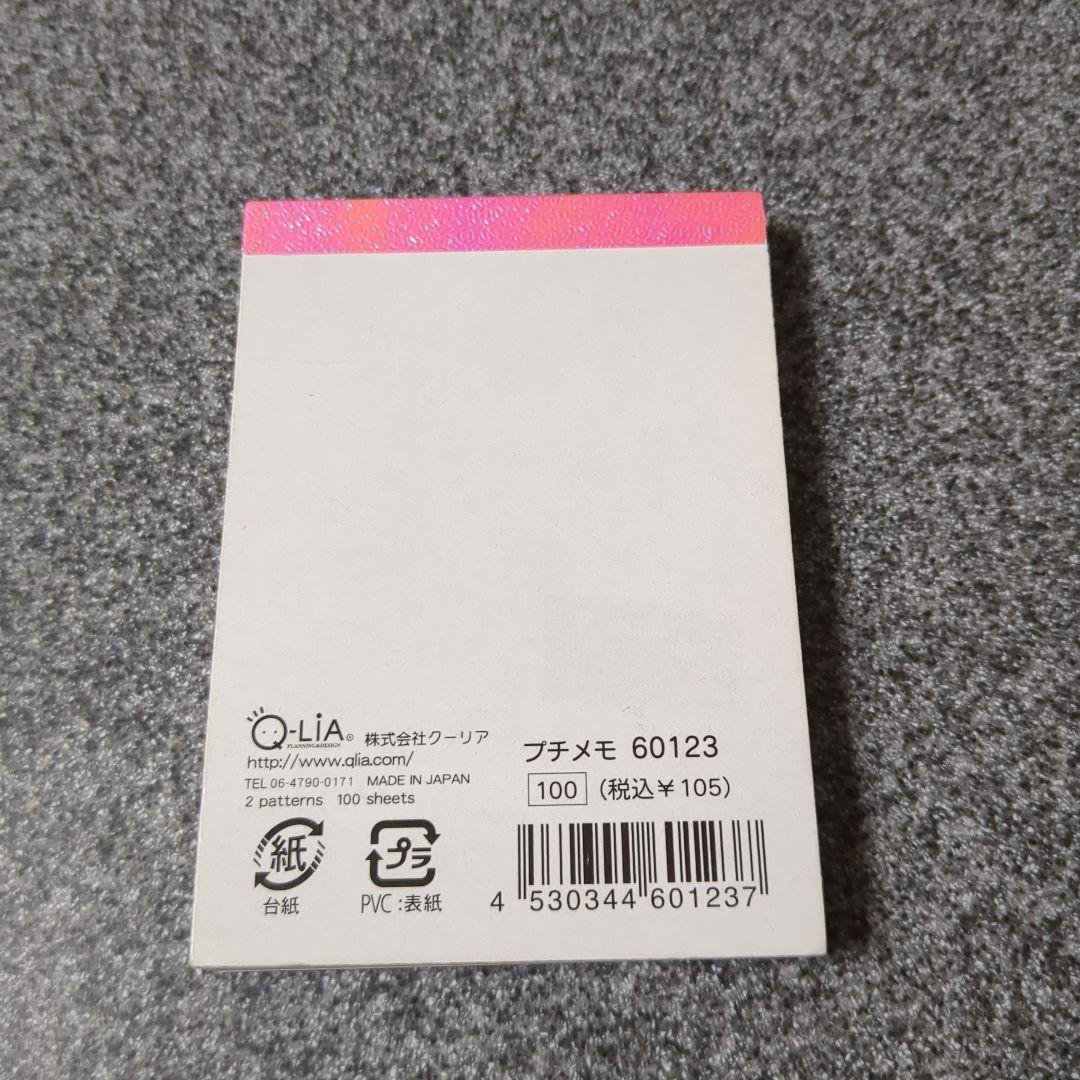 Q-LiA® 株式会社クーリア
PLANNING&DESIGN
http://www.qlia.com/
TEL 06-4790-0171 MADE IN JAPAN
2 patterns 100 sheets
プチメモ 60123
100 (税込¥105)
紙
台紙
プラ
PVC:表紙
4 530344 601237